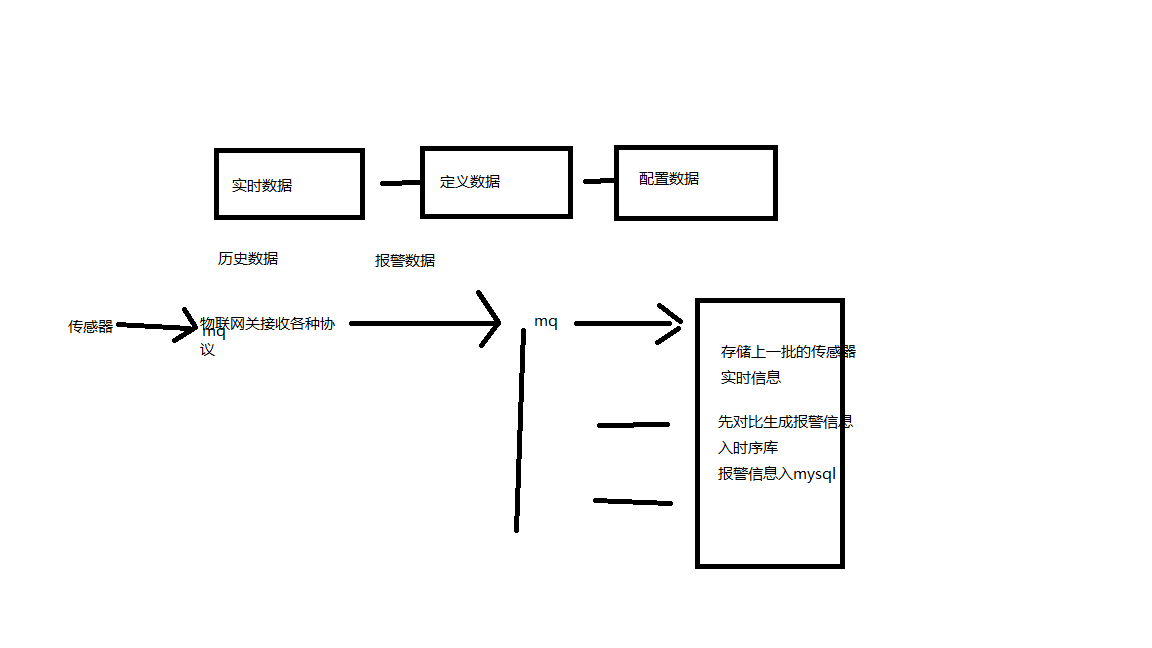 实时数据
定义数据
配置数据
历史数据
报警数据
传感器
物联网关接收各种协
议
mq
mq
存储上一批的传感器
实时信息
先对比生成报警信息
入时序库
报警信息入mysql